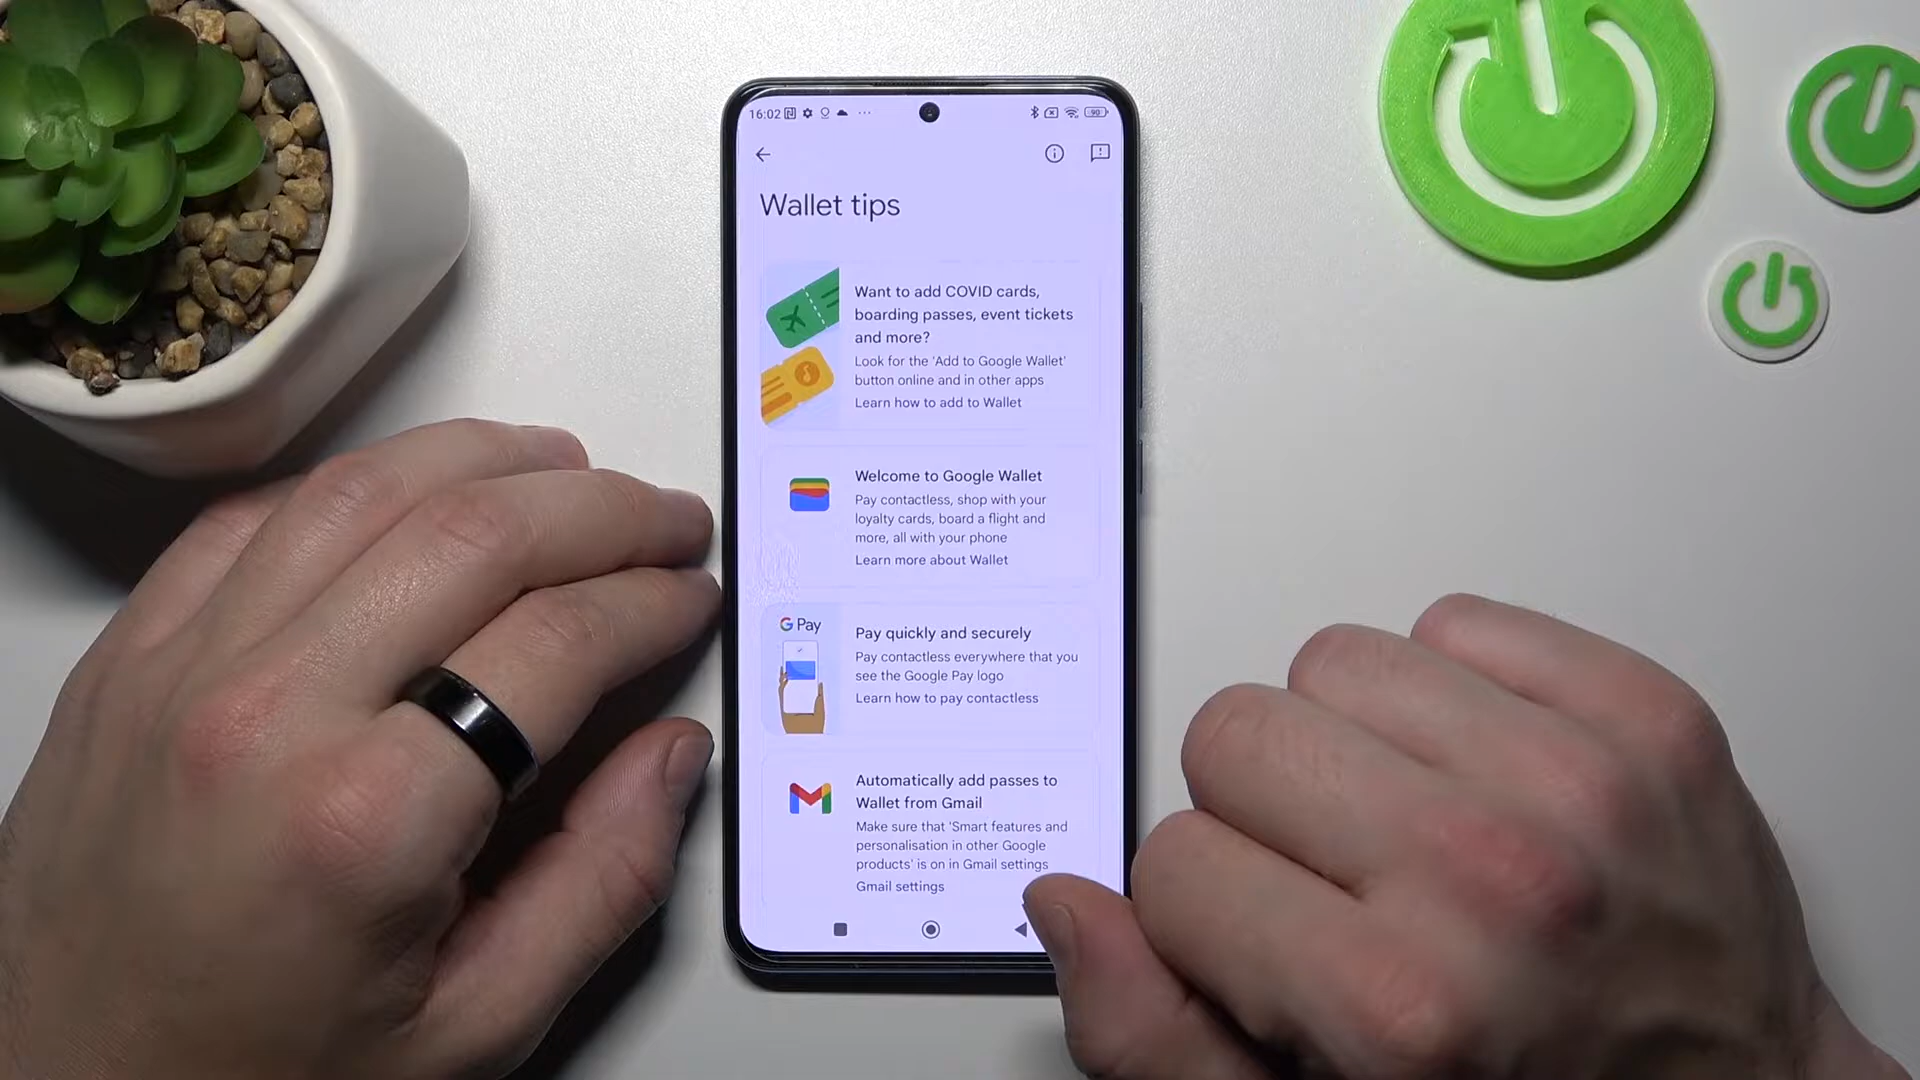 16:02
90
Wallet tips
Want to add COVID cards,
boarding passes, event tickets
and more?
Look for the 'Add to Google Wallet'
button online and in other apps
Learn how to add to Wallet
Welcome to Google Wallet
Pay contactless, shop with your
loyalty cards, board a flight and
more, all with your phone
Learn more about Wallet
G Pay
Pay quickly and securely
Pay contactless everywhere that you
see the Google Pay logo
Learn how to pay contactless
Automatically add passes to
Wallet from Gmail
Make sure that 'Smart features and
personalisation in other Google
products' is on in Gmail settings
Gmail settings